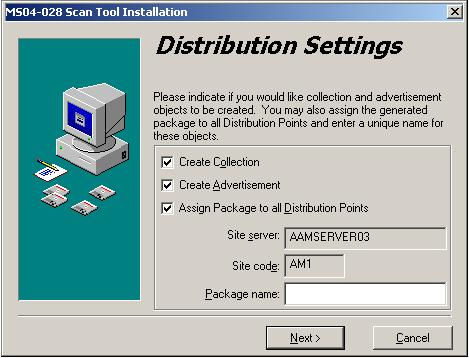 MS04-028 Scan Tool Installation
Distribution Settings
Please indicate if you would like collection and advertisement
objects to be created. You may also assign the generated
package to all Distribution Points and enter a unique name for
these objects.
Create Collection
Create Advertisement
Assign Package to all Distribution Points
Site server: AAMSERVER03
Site code: AM1
Package name:
Next >
Cancel